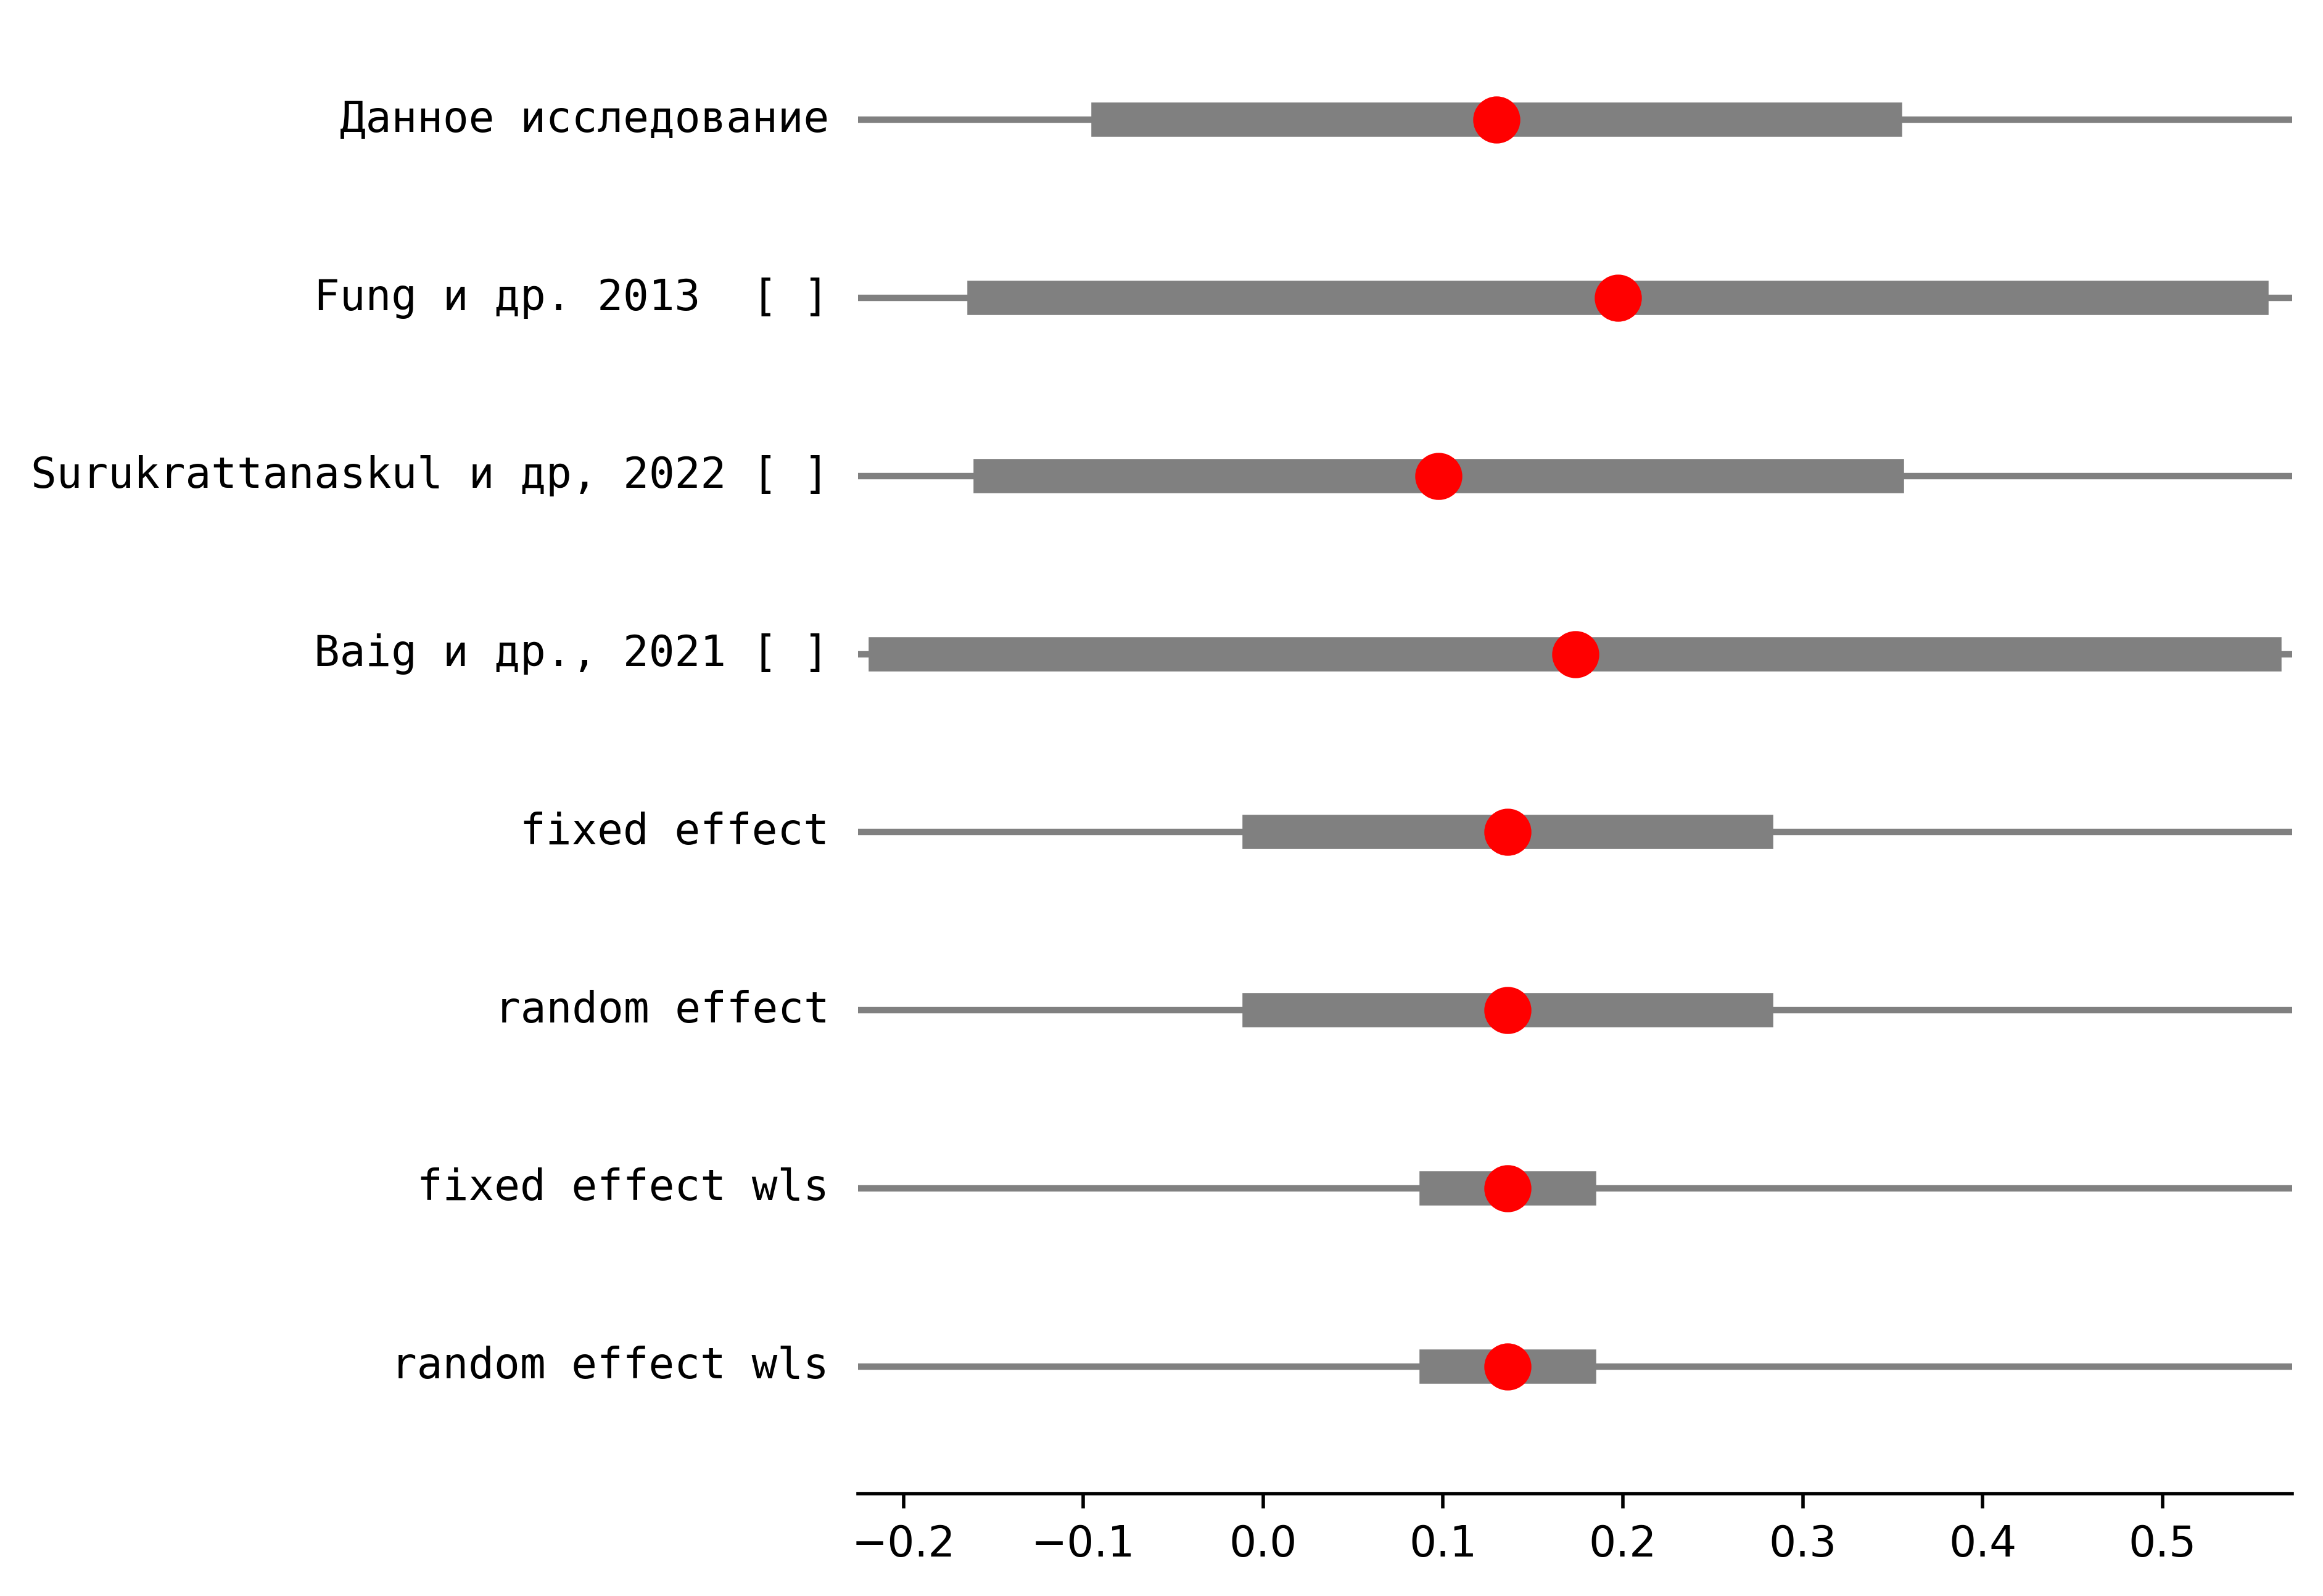 Данное исследование
Fung и др. 2013  [ ]
Surukrattanaskul и др, 2022 [ ]
Baig и др., 2021 [ ]
fixed effect
random effect
fixed effect wls
random effect wls
−0.2 −0.1 0.0 0.1 0.2 0.3 0.4 0.5